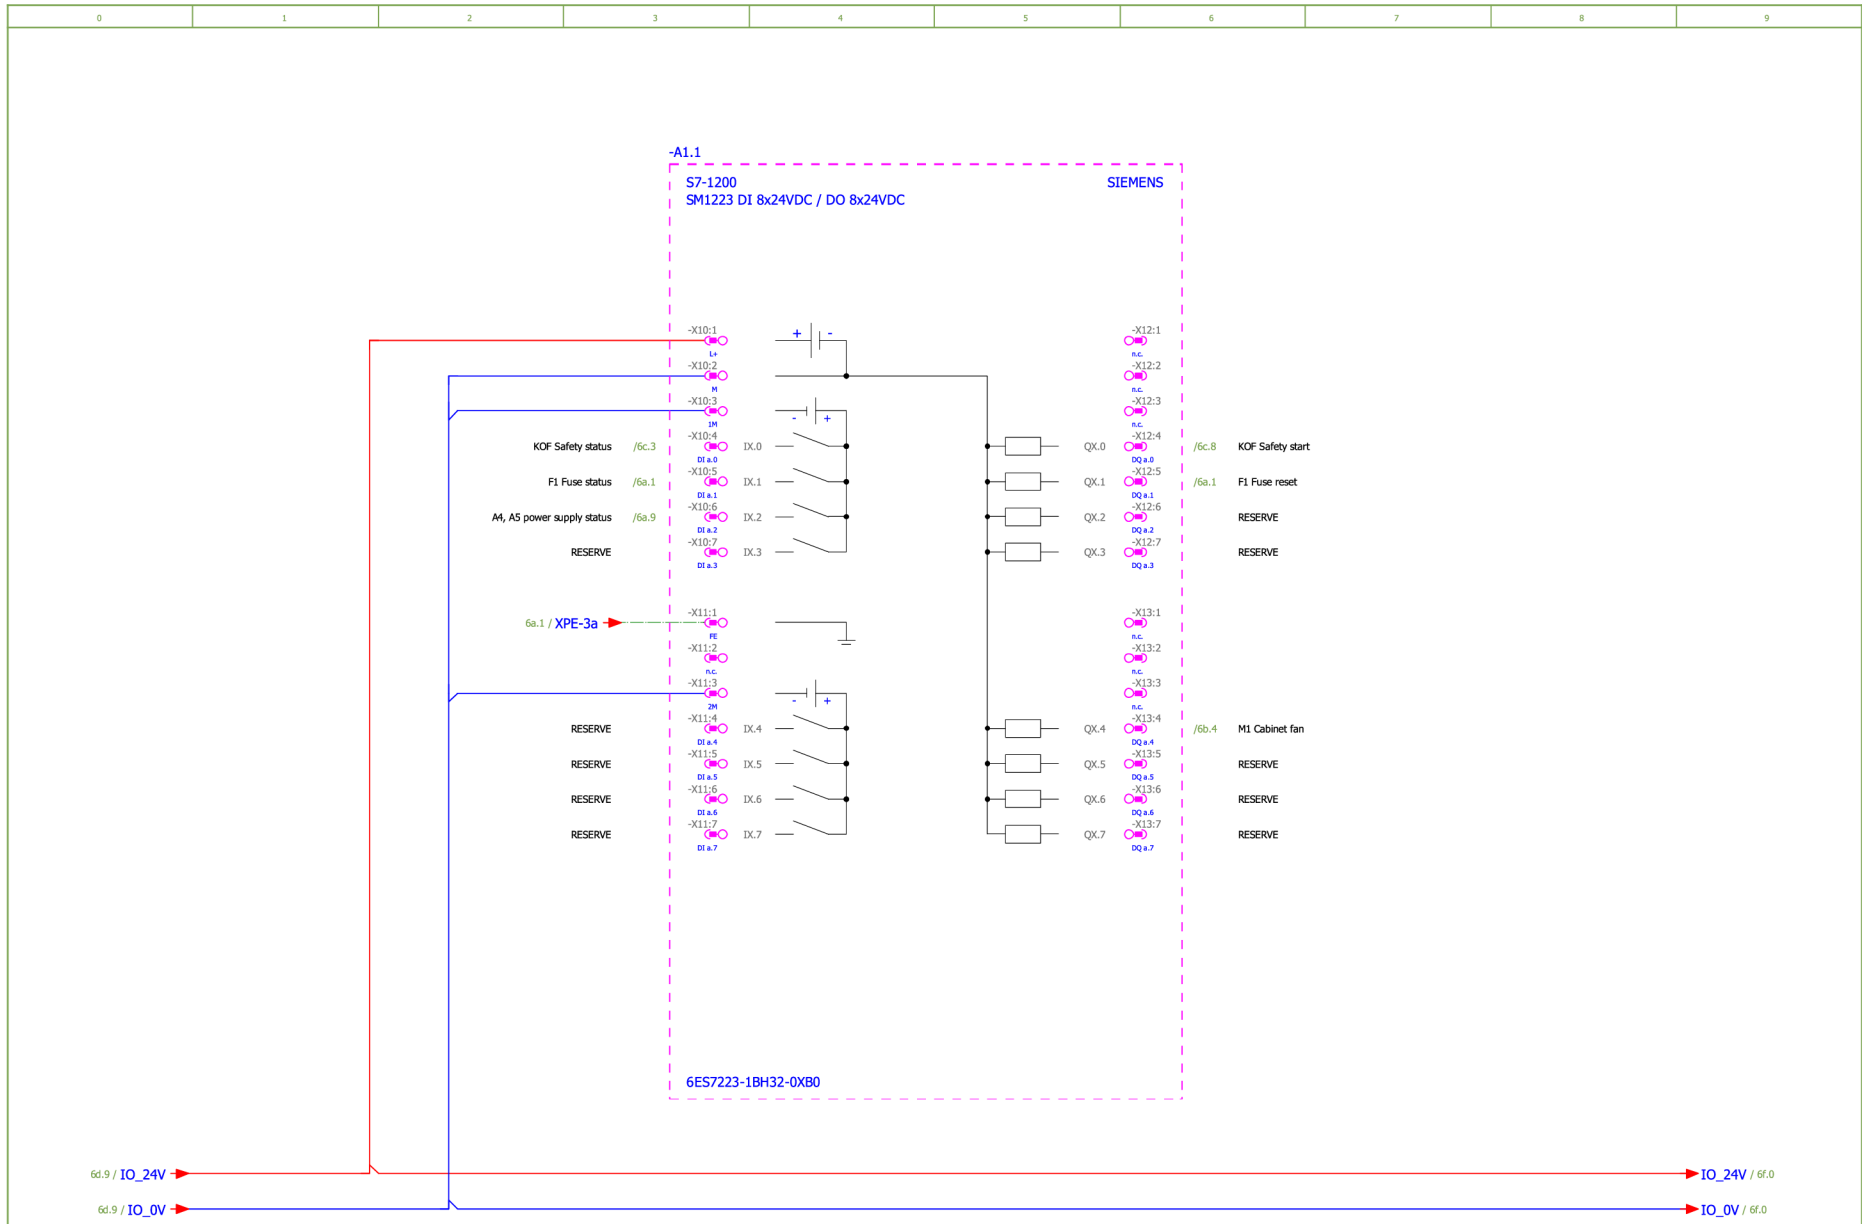 0 1 2 3 4 5 6 7 8 9
-A1.1
S7-1200 SIEMENS
SM1223 DI 8x24VDC / DO 8x24VDC
-X10:1 + - -X12:1
L+ n.c.
-X10:2 -X12:2
M n.c.
-X10:3 - + -X12:3
1M n.c.
-X10:4 -X12:4
KOF Safety status /6c.3 IX.0 QX.0 /6c.8 KOF Safety start
DI a.0 DQ a.0
-X10:5 -X12:5
F1 Fuse status /6a.1 IX.1 QX.1 /6a.1 F1 Fuse reset
DI a.1 DQ a.1
-X10:6 -X12:6
A4, A5 power supply status /6a.9 IX.2 QX.2 RESERVE
DI a.2 DQ a.2
-X10:7 -X12:7
RESERVE IX.3 QX.3 RESERVE
DI a.3 DQ a.3
-X11:1 -X13:1
6a.1 / XPE-3a
FE n.c.
-X11:2 -X13:2
n.c. n.c.
-X11:3 - + -X13:3
2M n.c.
-X11:4 -X13:4
RESERVE IX.4 QX.4 /6b.4 M1 Cabinet fan
DI a.4 DQ a.4
-X11:5 -X13:5
RESERVE IX.5 QX.5 RESERVE
DI a.5 DQ a.5
-X11:6 -X13:6
RESERVE IX.6 QX.6 RESERVE
DI a.6 DQ a.6
-X11:7 -X13:7
RESERVE IX.7 QX.7 RESERVE
DI a.7 DQ a.7
6ES7223-1BH32-0XB0
6d.9 / IO_24V IO_24V / 6f.0
6d.9 / IO_0V IO_0V / 6f.0